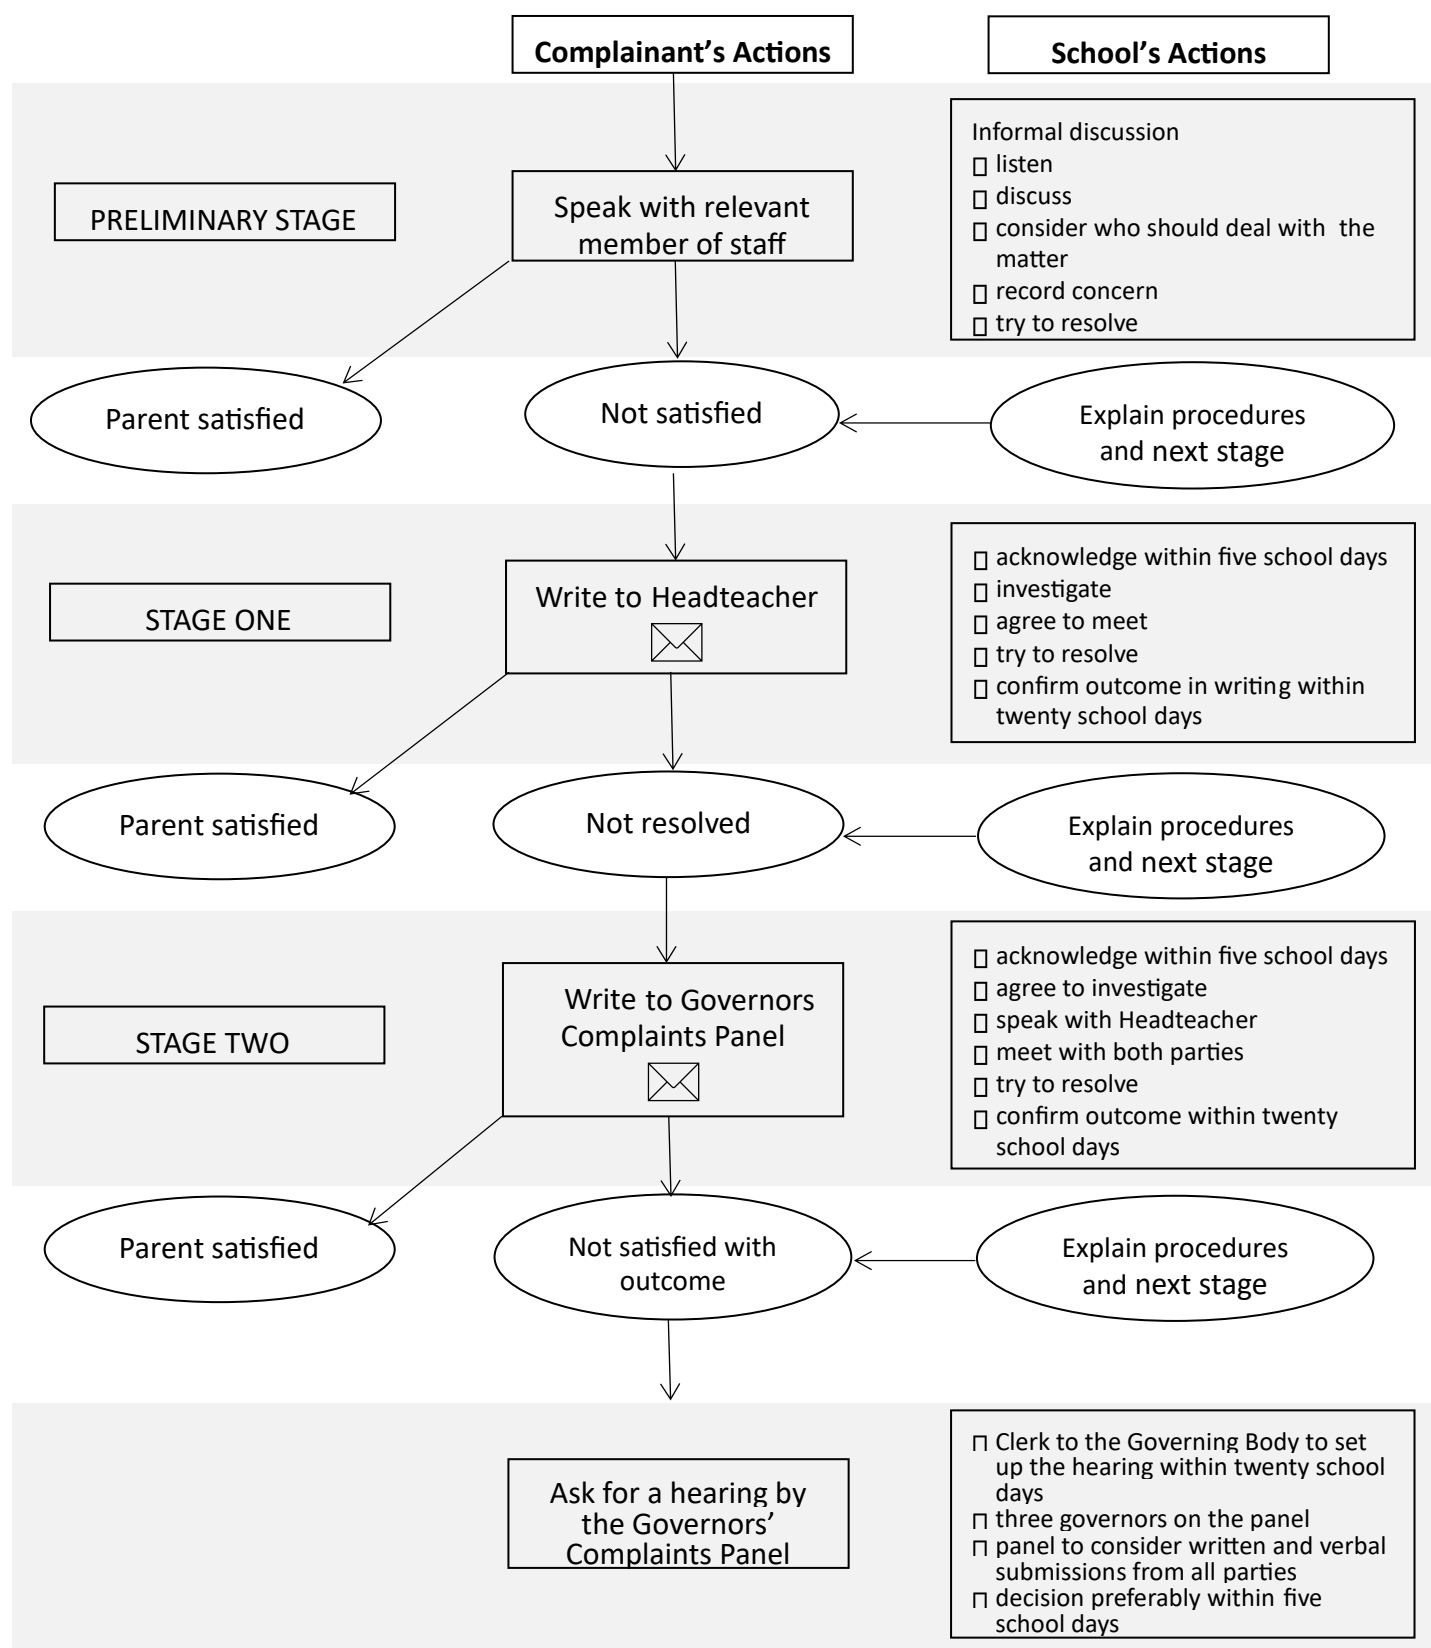 Complainant’s Actions
School’s Actions
PRELIMINARY STAGE
Speak with relevant
member of staff
Informal discussion
listen
discuss
consider who should deal with the
matter
record concern
try to resolve
Parent satisfied
Not satisfied
Explain procedures
and next stage
STAGE ONE
Write to Headteacher
acknowledge within five school days
investigate
agree to meet
try to resolve
confirm outcome in writing within
twenty school days
Parent satisfied
Not resolved
Explain procedures
and next stage
STAGE TWO
Write to Governors
Complaints Panel
acknowledge within five school days
agree to investigate
speak with Headteacher
meet with both parties
try to resolve
confirm outcome within twenty
school days
Parent satisfied
Not satisfied with
outcome
Explain procedures
and next stage
Ask for a hearing by
the Governors’
Complaints Panel
Clerk to the Governing Body to set
up the hearing within twenty school
days
three governors on the panel
panel to consider written and verbal
submissions from all parties
decision preferably within five
school days